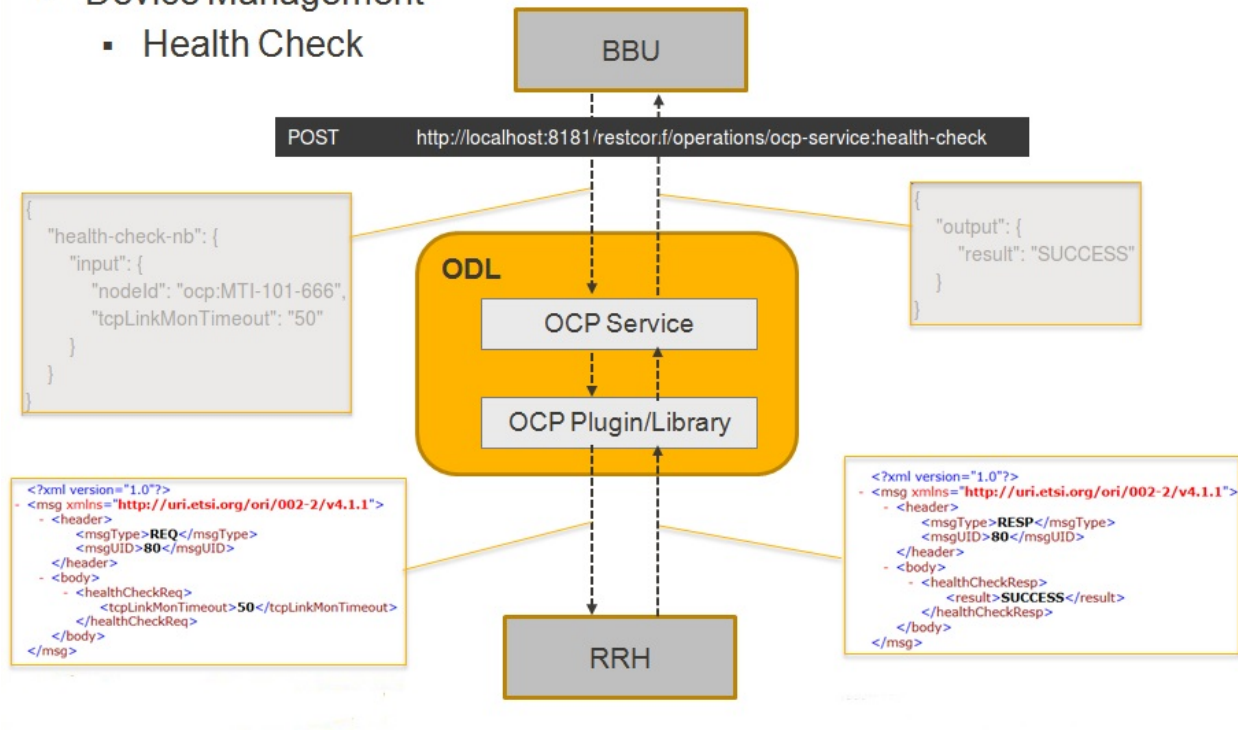 Device Management
▪ Health Check
BBU
POST http://localhost:8181/restconf/operations/ocp-service:health-check
{
"health-check-nb": {
"input": {
"nodeId": "ocp:MTI-101-666",
"tcpLinkMonTimeout": "50"
}
}
}
{
"output": {
"result": "SUCCESS"
}
}
ODL
OCP Service
OCP Plugin/Library
<?xml version="1.0"?>
- <msg xmlns="http://uri.etsi.org/ori/002-2/v4.1.1">
- <header>
<msgType>REQ</msgType>
<msgUID>80</msgUID>
</header>
- <body>
- <healthCheckReq>
<tcpLinkMonTimeout>50</tcpLinkMonTimeout>
</healthCheckReq>
</body>
</msg>
<?xml version="1.0"?>
- <msg xmlns="http://uri.etsi.org/ori/002-2/v4.1.1">
- <header>
<msgType>RESP</msgType>
<msgUID>80</msgUID>
</header>
- <body>
- <healthCheckResp>
<result>SUCCESS</result>
</healthCheckResp>
</body>
</msg>
RRH